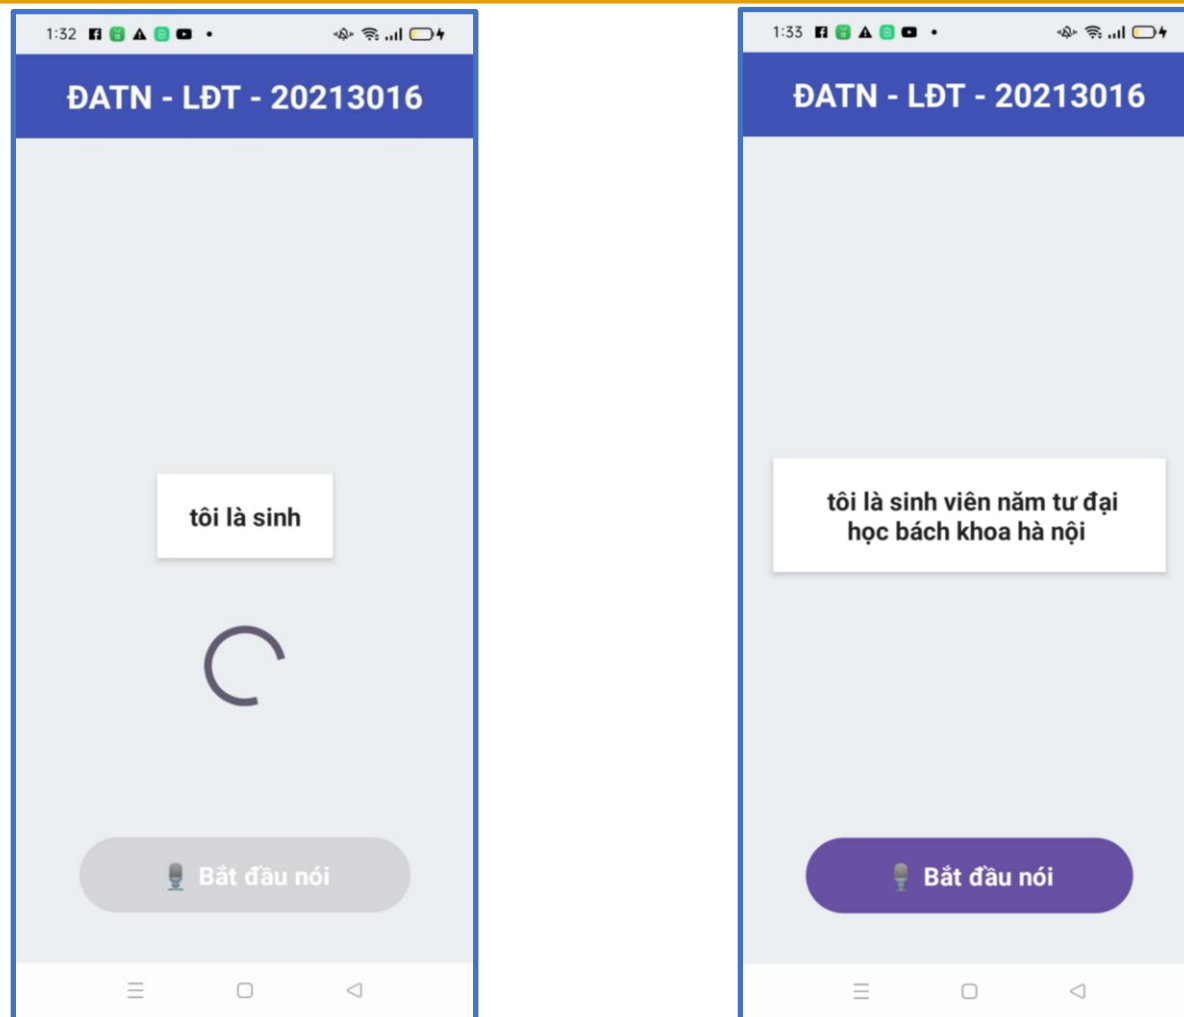 1:32
ĐATN - LĐT - 20213016
tôi là sinh
Bắt đầu nói
1:33
ĐATN - LĐT - 20213016
tôi là sinh viên năm tư đại
học bách khoa hà nội
Bắt đầu nói